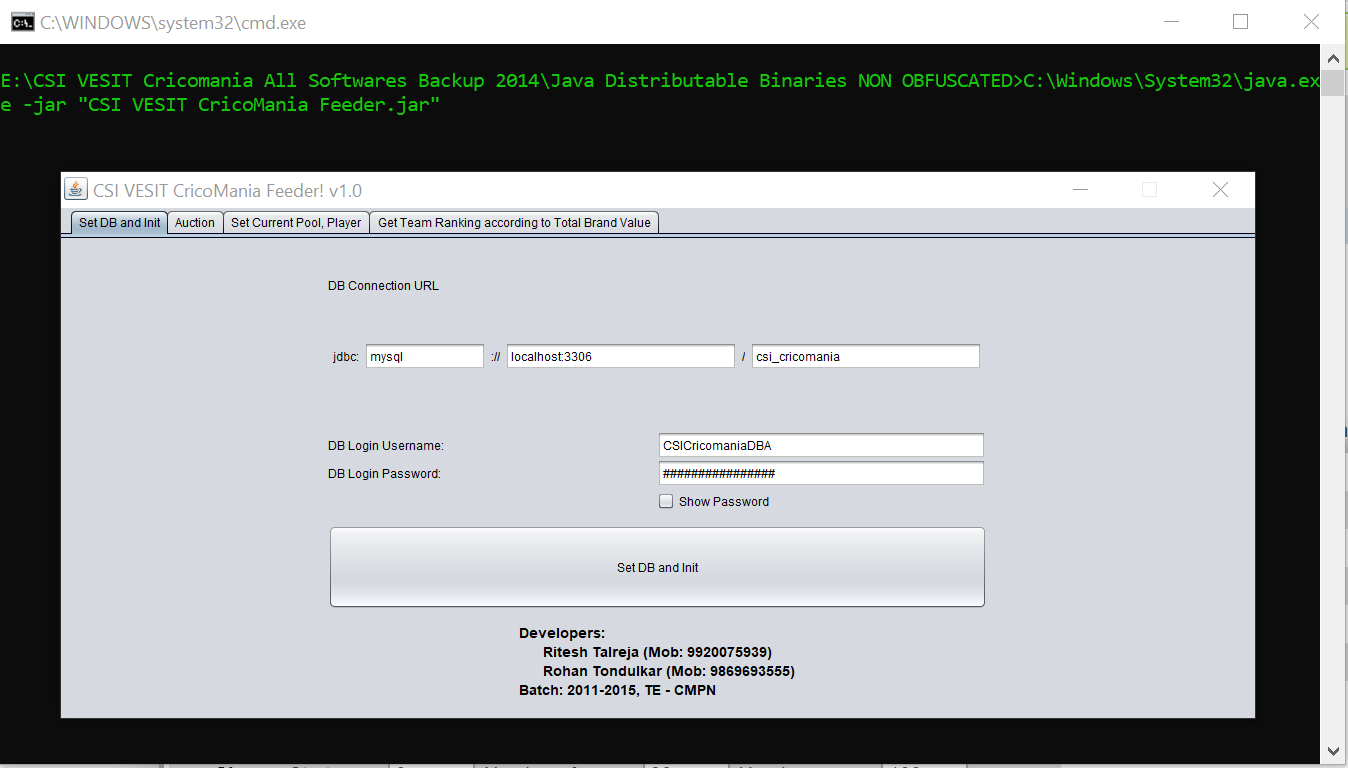 C:\WINDOWS\system32\cmd.exe
E:\CSI VESIT Cricomania All Softwares Backup 2014\Java Distributable Binaries NON OBFUSCATED>C:\Windows\System32\java.ex
e -jar "CSI VESIT CricoMania Feeder.jar"
CSI VESIT CricoMania Feeder! v1.0
Set DB and Init Auction Set Current Pool, Player Get Team Ranking according to Total Brand Value
DB Connection URL
jdbc: mysql :// localhost:3306 / csi_cricomania
DB Login Username: CSICricomaniaDBA
DB Login Password: ################
Show Password
Set DB and Init
Developers:
Ritesh Talreja (Mob: 9920075939)
Rohan Tondulkar (Mob: 9869693555)
Batch: 2011-2015, TE - CMPN